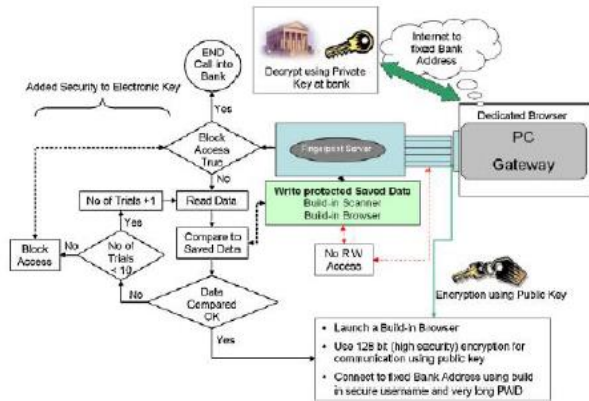 END
Call into
Bank
Decrypt using Private
Key at bank
Internet to
fixed Bank
Address
Added Security to Electronic Key
Yes
Dedicated Browser
PC
Gateway
Block
Access
True
Fingerprint Server
No
Write protected Saved Data
Build-in Scanner
Build-in Browser
No of Trials +1
Read Data
Yes
Compare to
Saved Data
No RW
Access
Block
Access
No
No of
Trials
< 10
No
Data
Compared
OK
Encryption using Public Key
Yes
• Launch a Build-in Browser
• Use 128 bit (high security) encryption for
communication using public key
• Connect to fixed Bank Address using build
in secure username and very long PWD